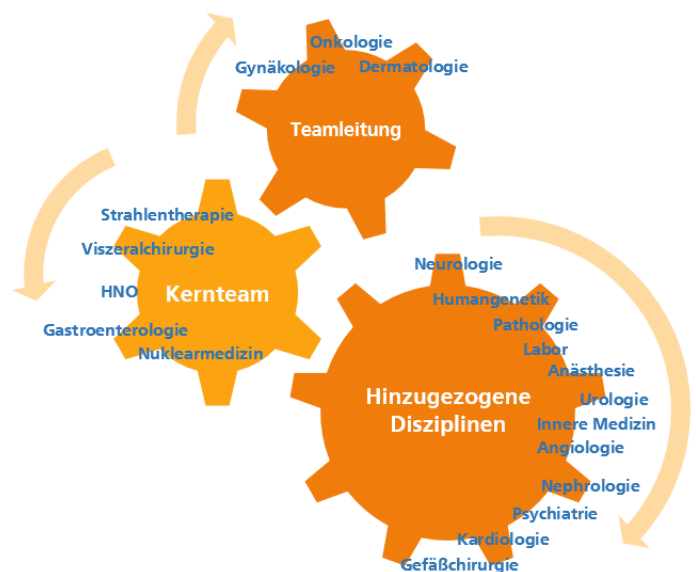 Onkologie
Gynäkologie
Dermatologie
Teamleitung
Strahlentherapie
Viszeralchirurgie
HNO
Kernteam
Gastroenterologie
Nuklearmedizin
Neurologie
Humangenetik
Pathologie
Labor
Anästhesie
Hinzugezogene
Disziplinen
Urologie
Innere Medizin
Angiologie
Nephrologie
Psychiatrie
Kardiologie
Gefäßchirurgie